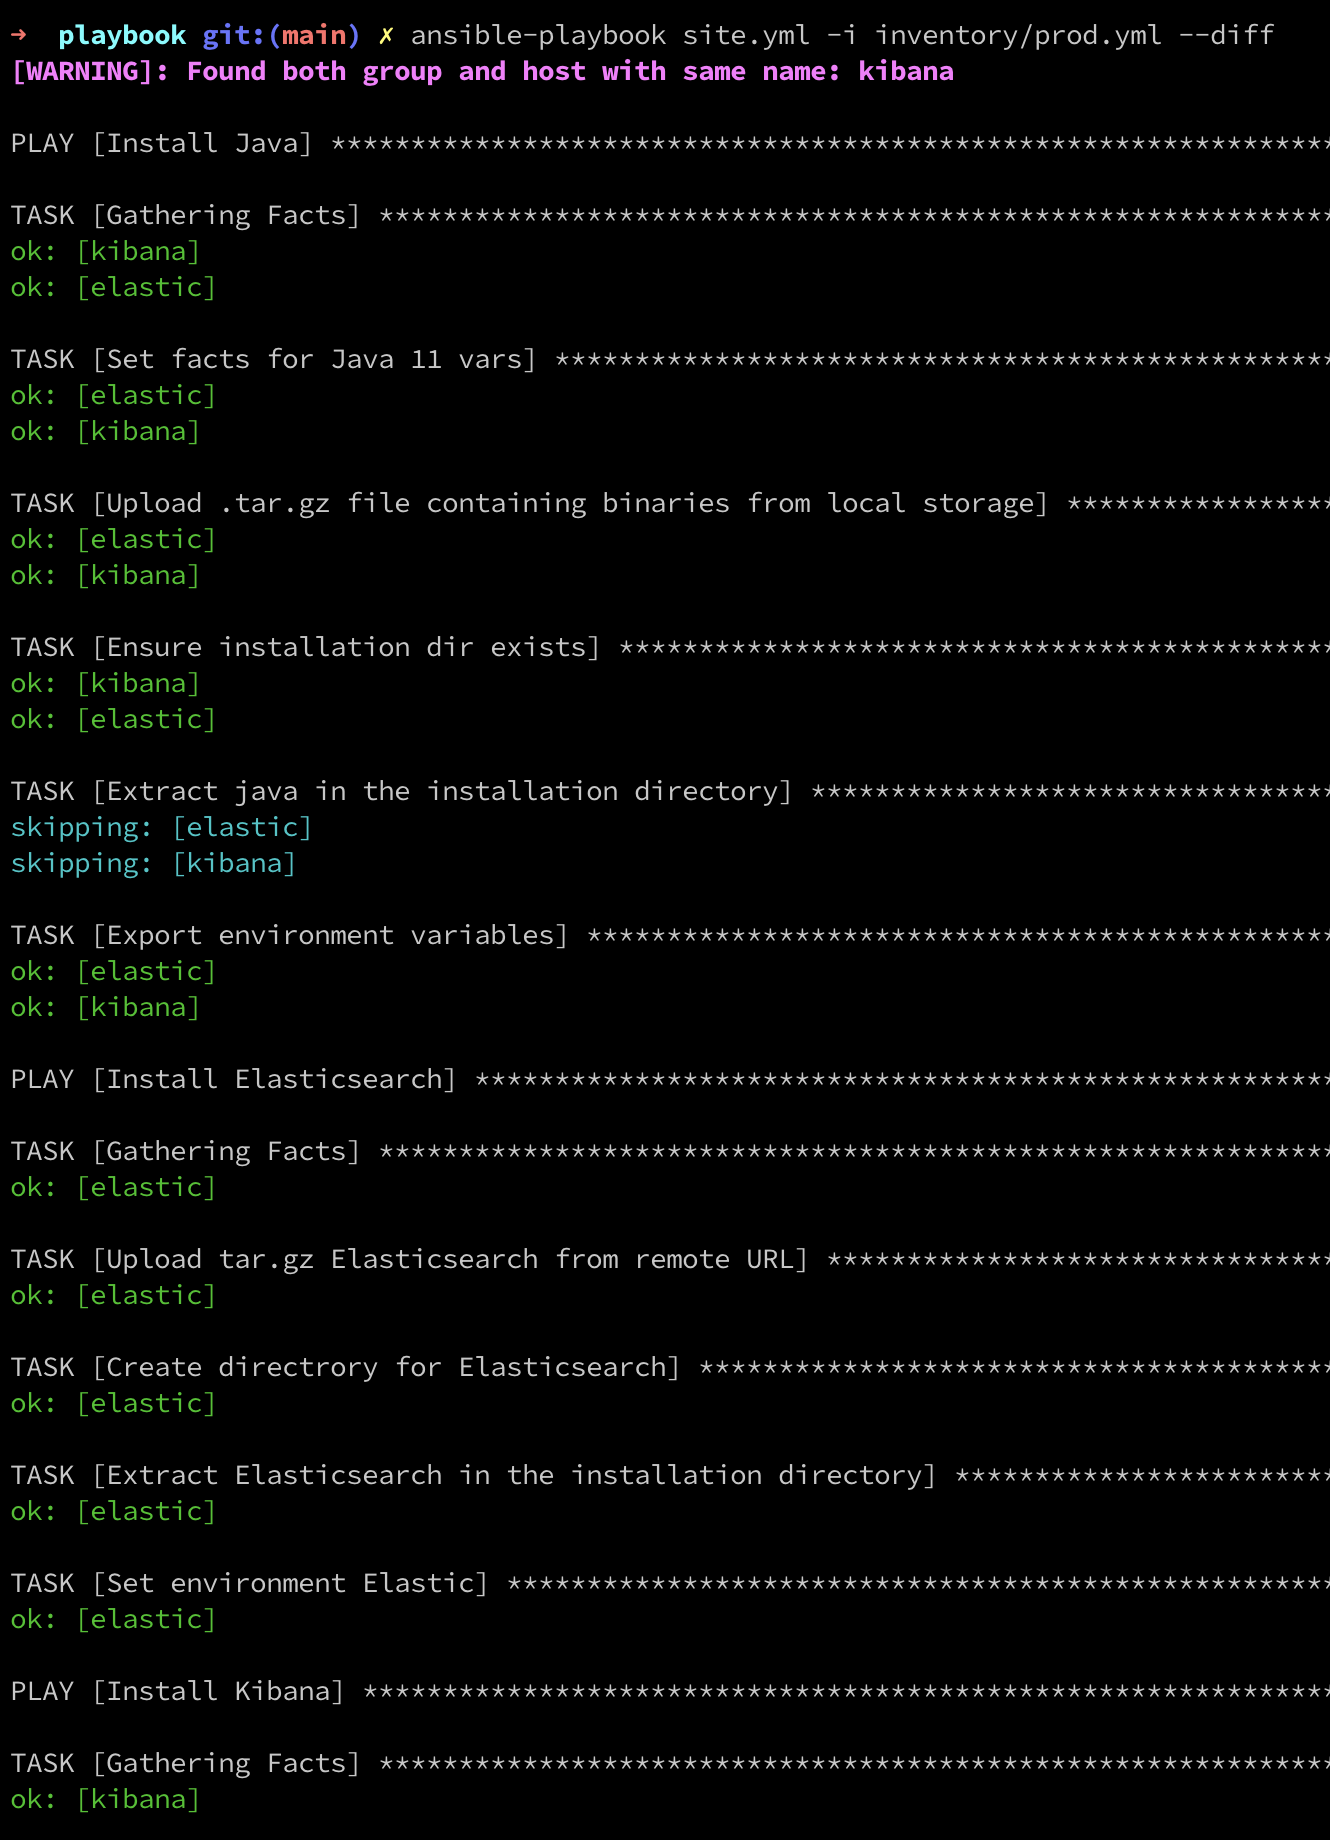 →  playbook git:(main) ✗ ansible-playbook site.yml -i inventory/prod.yml --diff
[WARNING]: Found both group and host with same name: kibana
PLAY [Install Java] ***************************************************************
TASK [Gathering Facts] ************************************************************
ok: [kibana]
ok: [elastic]
TASK [Set facts for Java 11 vars] *************************************************
ok: [elastic]
ok: [kibana]
TASK [Upload .tar.gz file containing binaries from local storage] *****************
ok: [elastic]
ok: [kibana]
TASK [Ensure installation dir exists] *********************************************
ok: [kibana]
ok: [elastic]
TASK [Extract java in the installation directory] *********************************
skipping: [elastic]
skipping: [kibana]
TASK [Export environment variables] ***********************************************
ok: [elastic]
ok: [kibana]
PLAY [Install Elasticsearch] ******************************************************
TASK [Gathering Facts] ************************************************************
ok: [elastic]
TASK [Upload tar.gz Elasticsearch from remote URL] ********************************
ok: [elastic]
TASK [Create directrory for Elasticsearch] ****************************************
ok: [elastic]
TASK [Extract Elasticsearch in the installation directory] ************************
ok: [elastic]
TASK [Set environment Elastic] ****************************************************
ok: [elastic]
PLAY [Install Kibana] *************************************************************
TASK [Gathering Facts] ************************************************************
ok: [kibana]